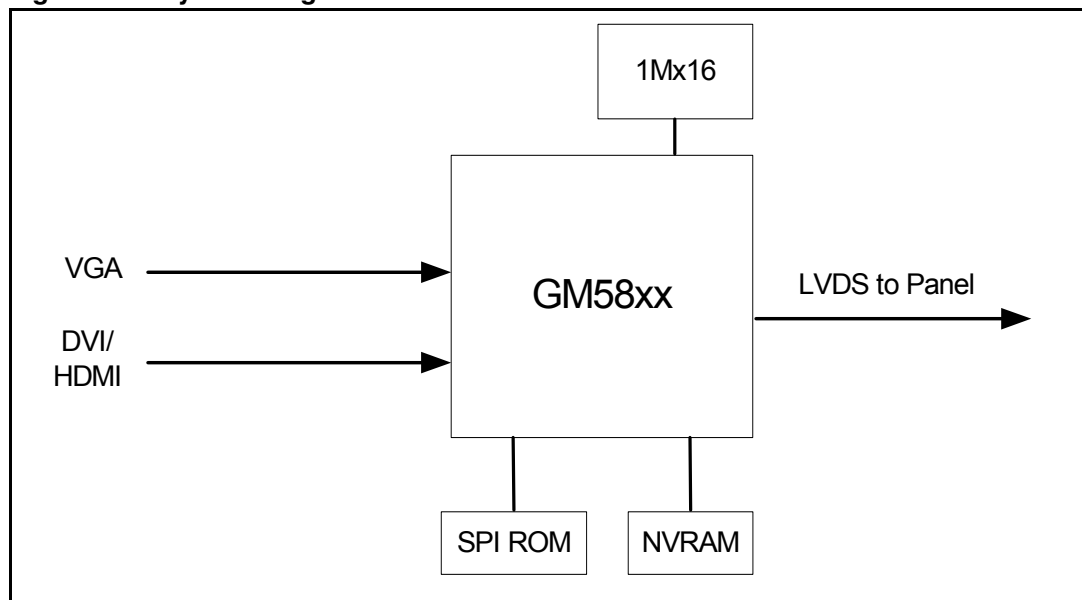 1Mx16
VGA
GM58xx
LVDS to Panel
DVI/
HDMI
SPI ROM
NVRAM